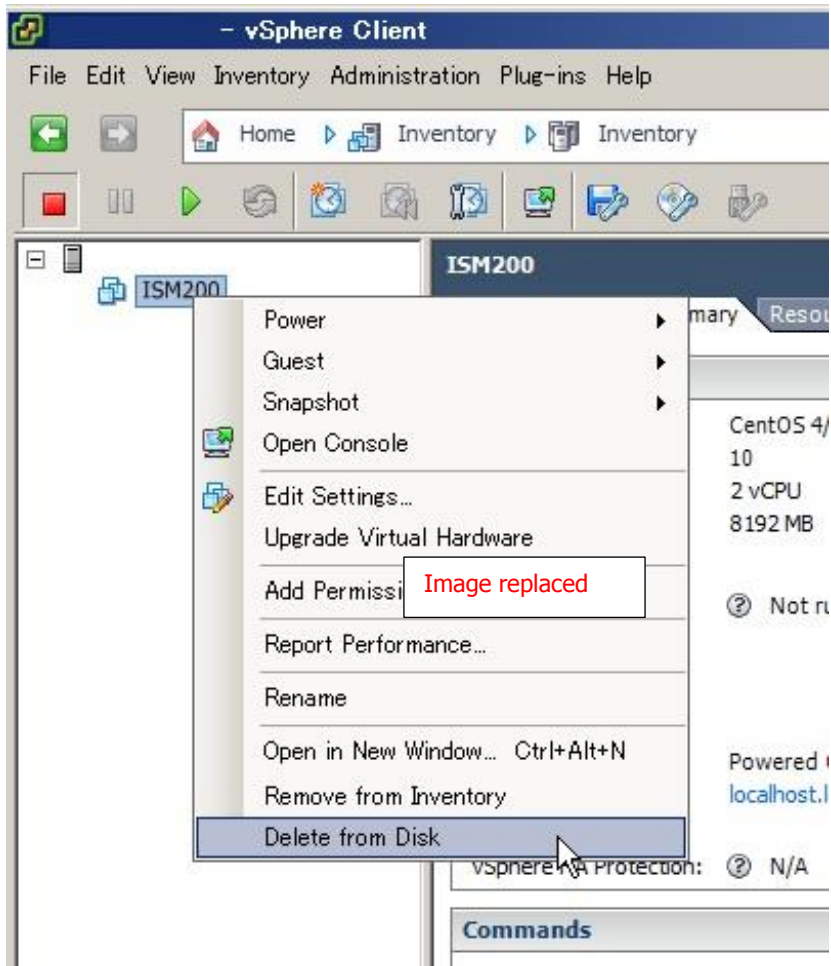 - vSphere Client
File Edit View Inventory Administration Plug-ins Help
Home Inventory Inventory
ISM200
ISM200
Power
mary Resou
Guest
Snapshot
CentOS 4/
Open Console
10
Edit Settings...
2 vCPU
8192 MB
Upgrade Virtual Hardware
Add Permissi
Image replaced
Not ru
Report Performance...
Rename
Open in New Window... Ctrl+Alt+N
Powered
Remove from Inventory
localhost.l
Delete from Disk
vSphere HA Protection: N/A
Commands